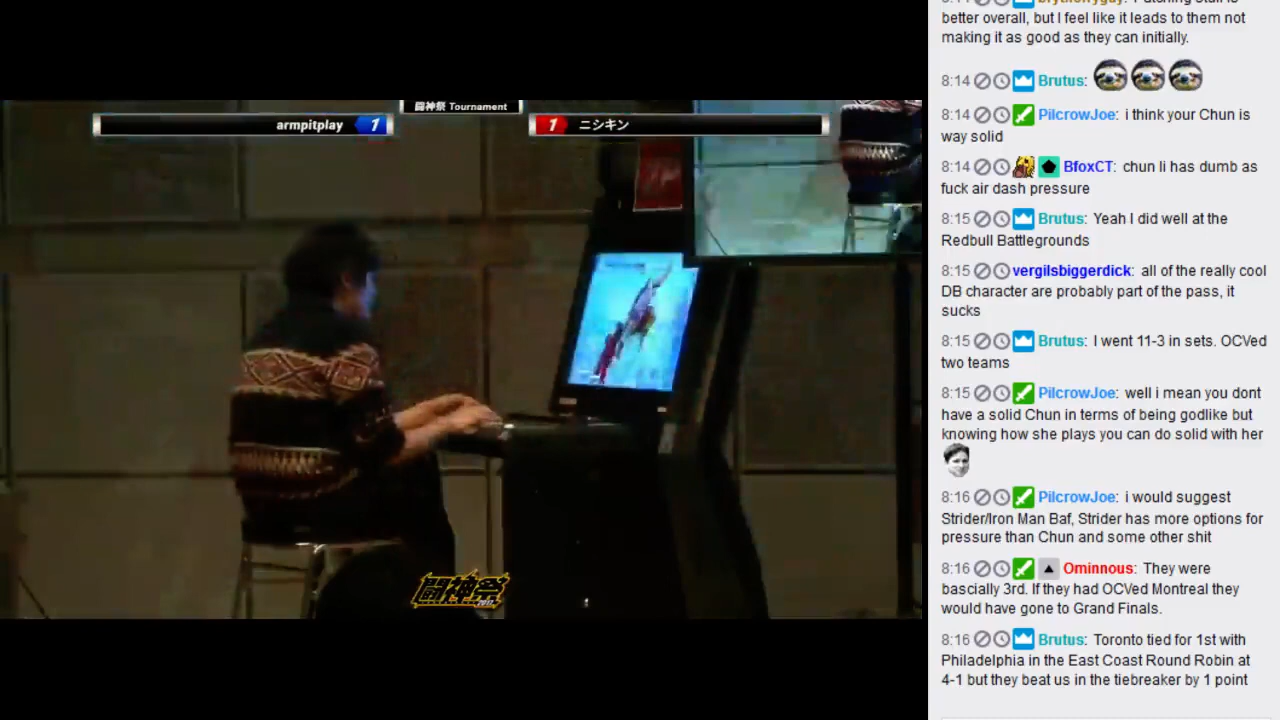 闘神祭 Tournament
armpitplay 1
1 ニシキン
闘神祭
better overall, but I feel like it leads to them not
making it as good as they can initially.
8:14 Brutus:
8:14 PilcrowJoe: i think your Chun is
way solid
8:14 BfoxCT: chun li has dumb as
fuck air dash pressure
8:15 Brutus: Yeah I did well at the
Redbull Battlegrounds
8:15 vergilsbiggerdick: all of the really cool
DB character are probably part of the pass, it
sucks
8:15 Brutus: I went 11-3 in sets. OCVed
two teams
8:15 PilcrowJoe: well i mean you dont
have a solid Chun in terms of being godlike but
knowing how she plays you can do solid with her
8:16 PilcrowJoe: i would suggest
Strider/Iron Man Baf, Strider has more options for
pressure than Chun and some other shit
8:16 Ominnous: They were
bascially 3rd. If they had OCVed Montreal they
would have gone to Grand Finals.
8:16 Brutus: Toronto tied for 1st with
Philadelphia in the East Coast Round Robin at
4-1 but they beat us in the tiebreaker by 1 point